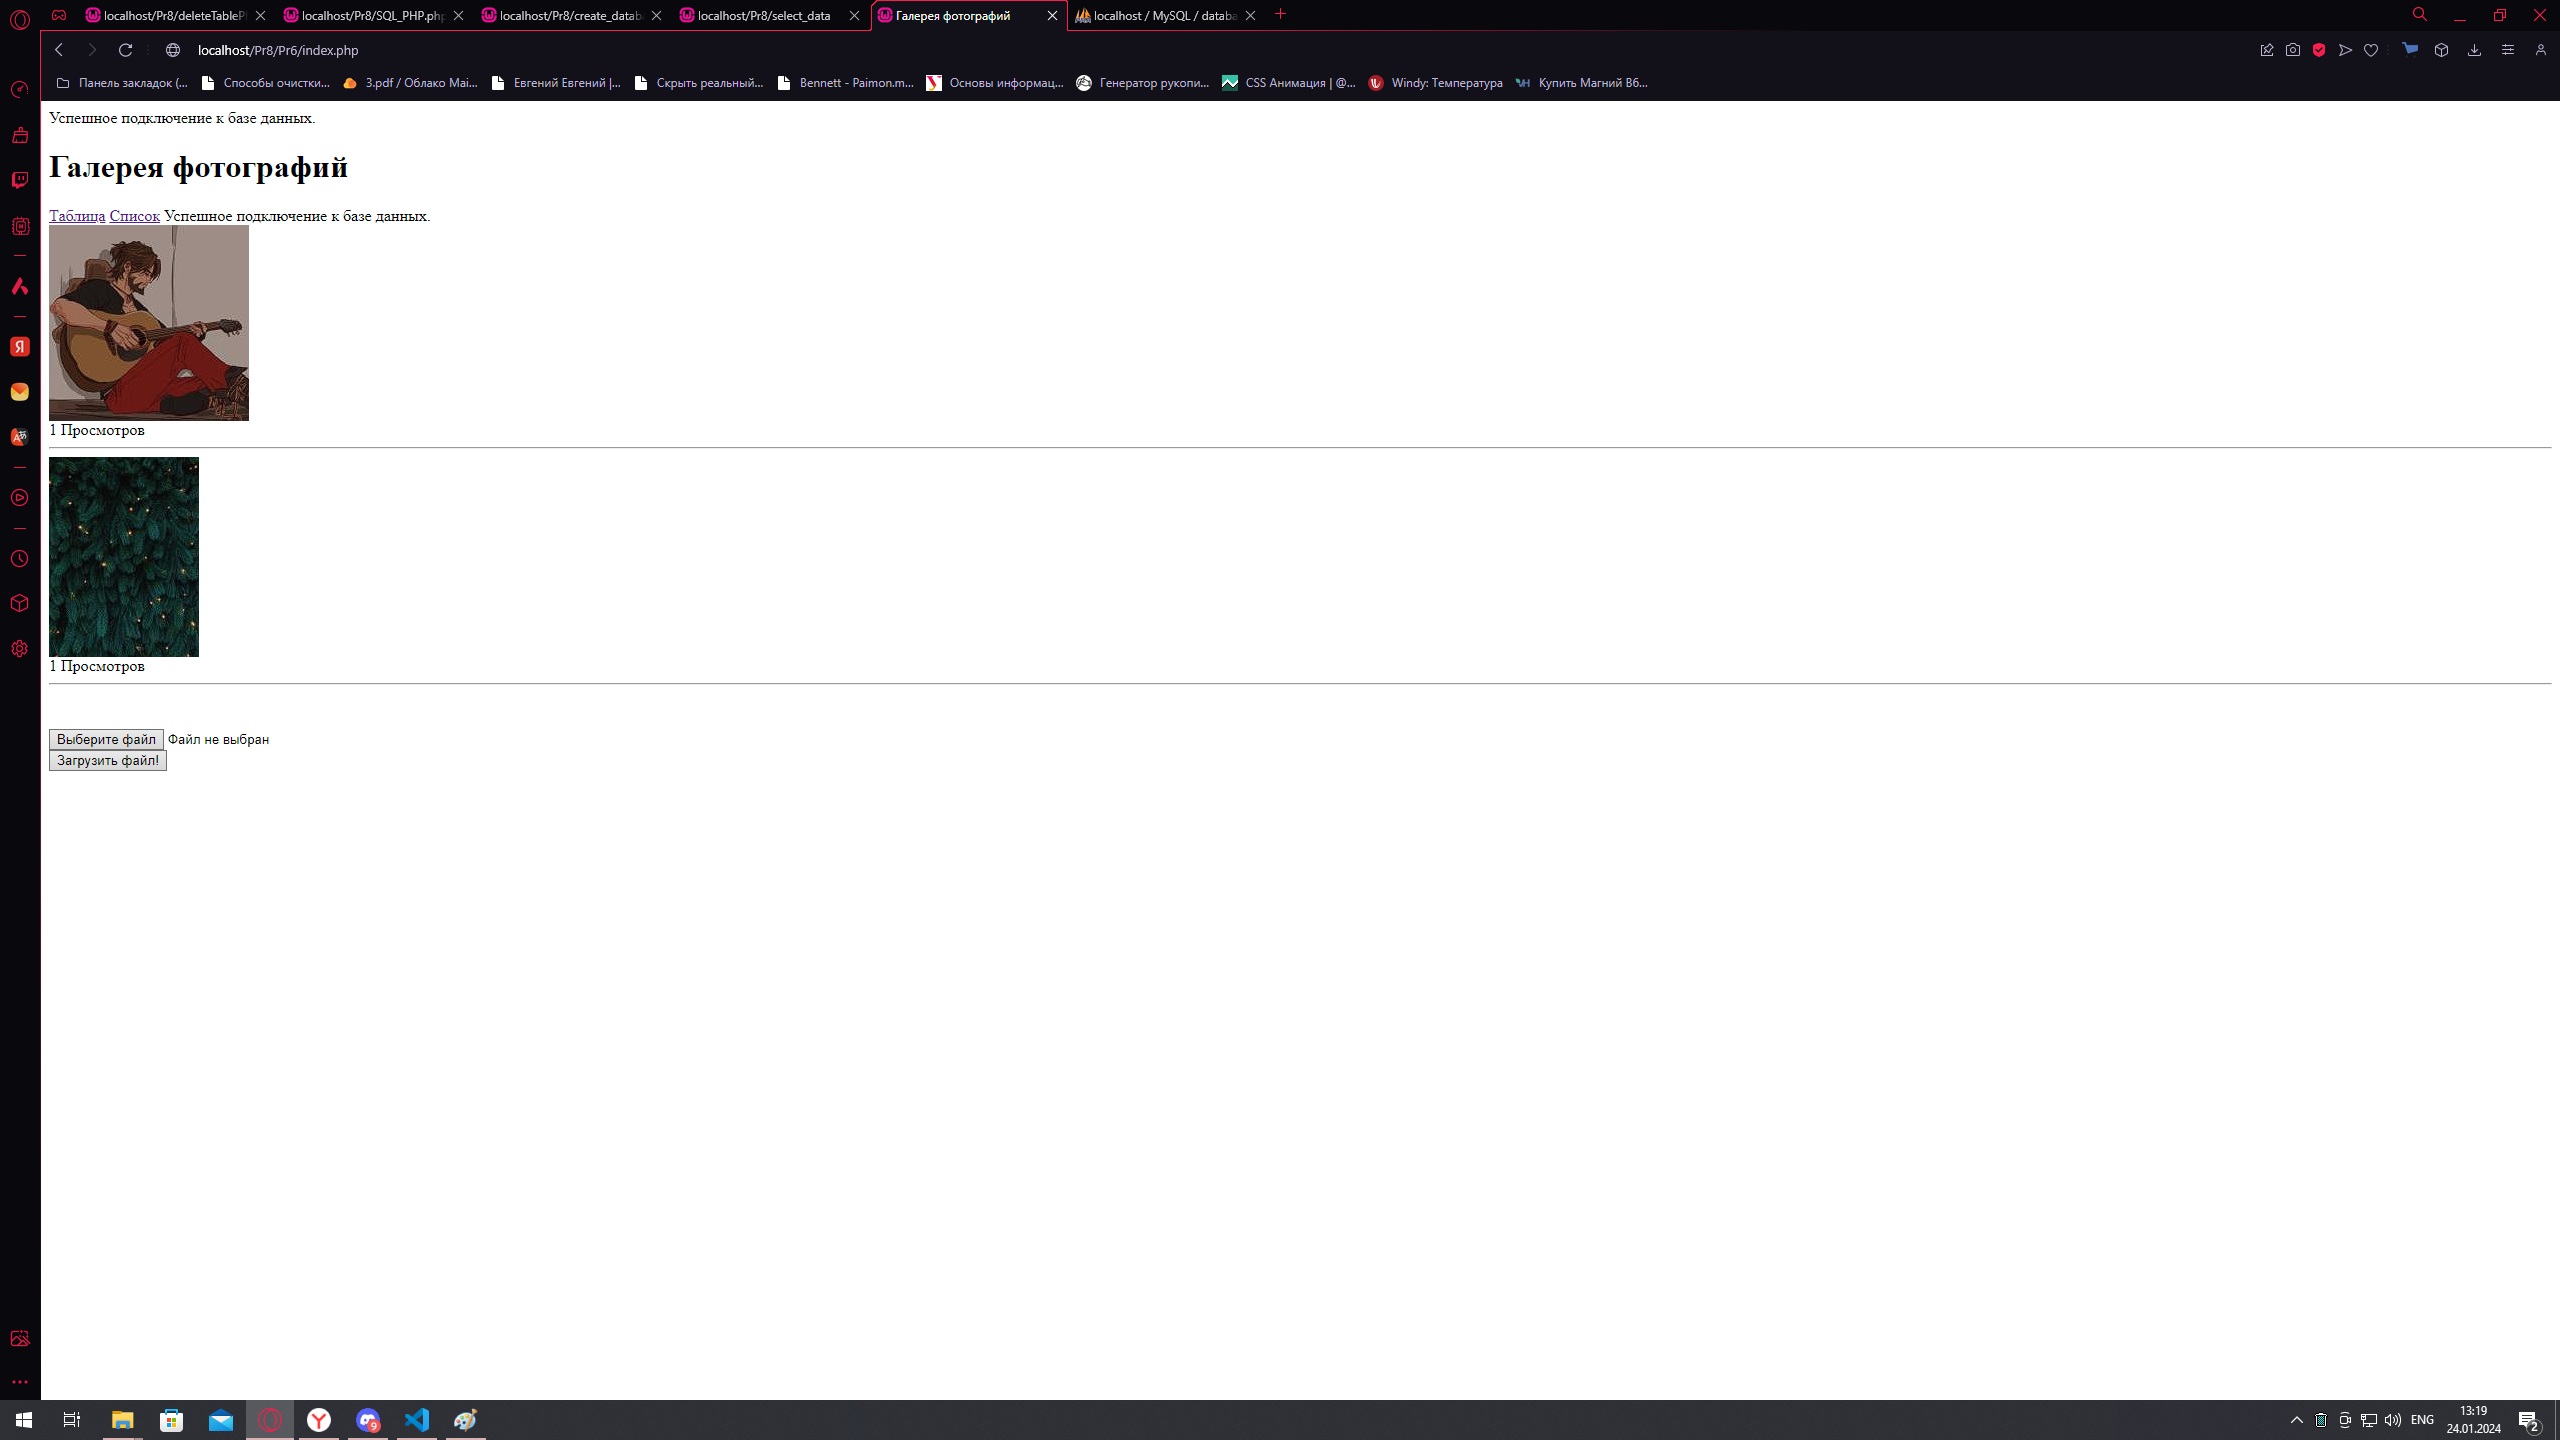 localhost/Pr8/deleteTableP
localhost/Pr8/SQL_PHP.php
localhost/Pr8/create_datab
localhost/Pr8/select_data
Галерея фотографий
localhost / MySQL / databa
localhost/Pr8/Pr6/index.php
Панель закладок (...
Способы очистки...
3.pdf / Облако Mai...
Евгений Евгений |...
Скрыть реальный...
Bennett - Paimon.m...
Основы информац...
Генератор рукопи...
CSS Анимация | @...
Windy: Температура
Купить Магний B6...
Успешное подключение к базе данных.
Галерея фотографий
Таблица Список Успешное подключение к базе данных.
1 Просмотров
1 Просмотров
Выберите файл Файл не выбран
Загрузить файл!
9
ENG
13:19
24.01.2024
2